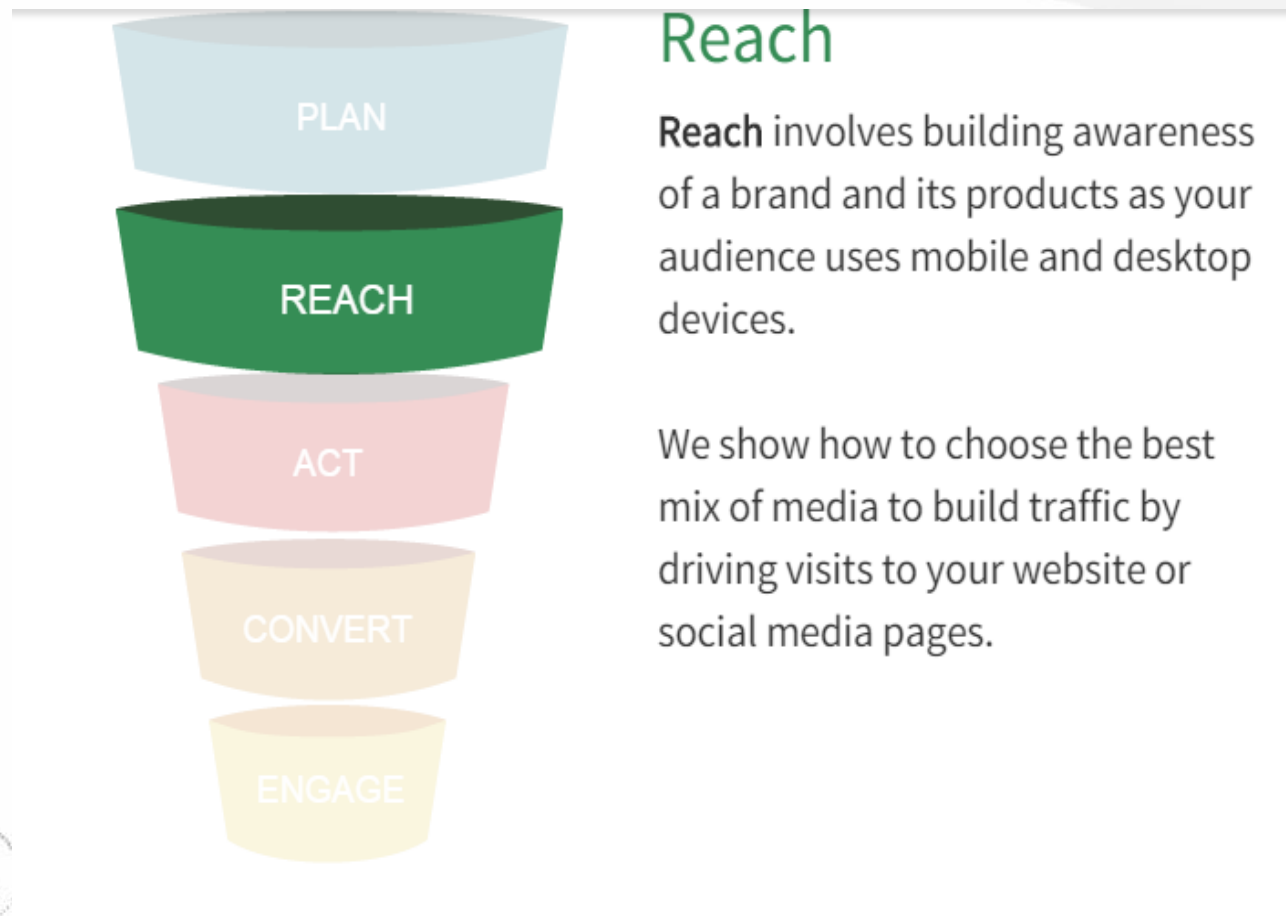 PLAN
REACH
ACT
CONVERT
ENGAGE
Reach
Reach involves building awareness
of a brand and its products as your
audience uses mobile and desktop
devices.
We show how to choose the best
mix of media to build traffic by
driving visits to your website or
social media pages.